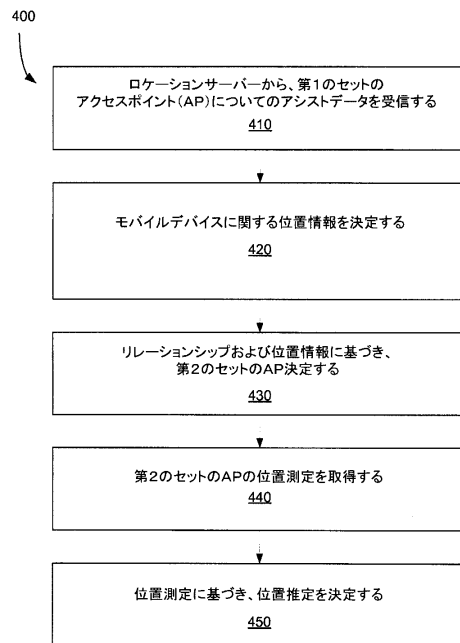 400
ロケーションサーバーから、第1のセットの
アクセスポイント(AP)についてのアシストデータを受信する
410
モバイルデバイスに関する位置情報を決定する
420
リレーションシップおよび位置情報に基づき、
第2のセットのAP決定する
430
第2のセットのAPの位置測定を取得する
440
位置測定に基づき、位置推定を決定する
450